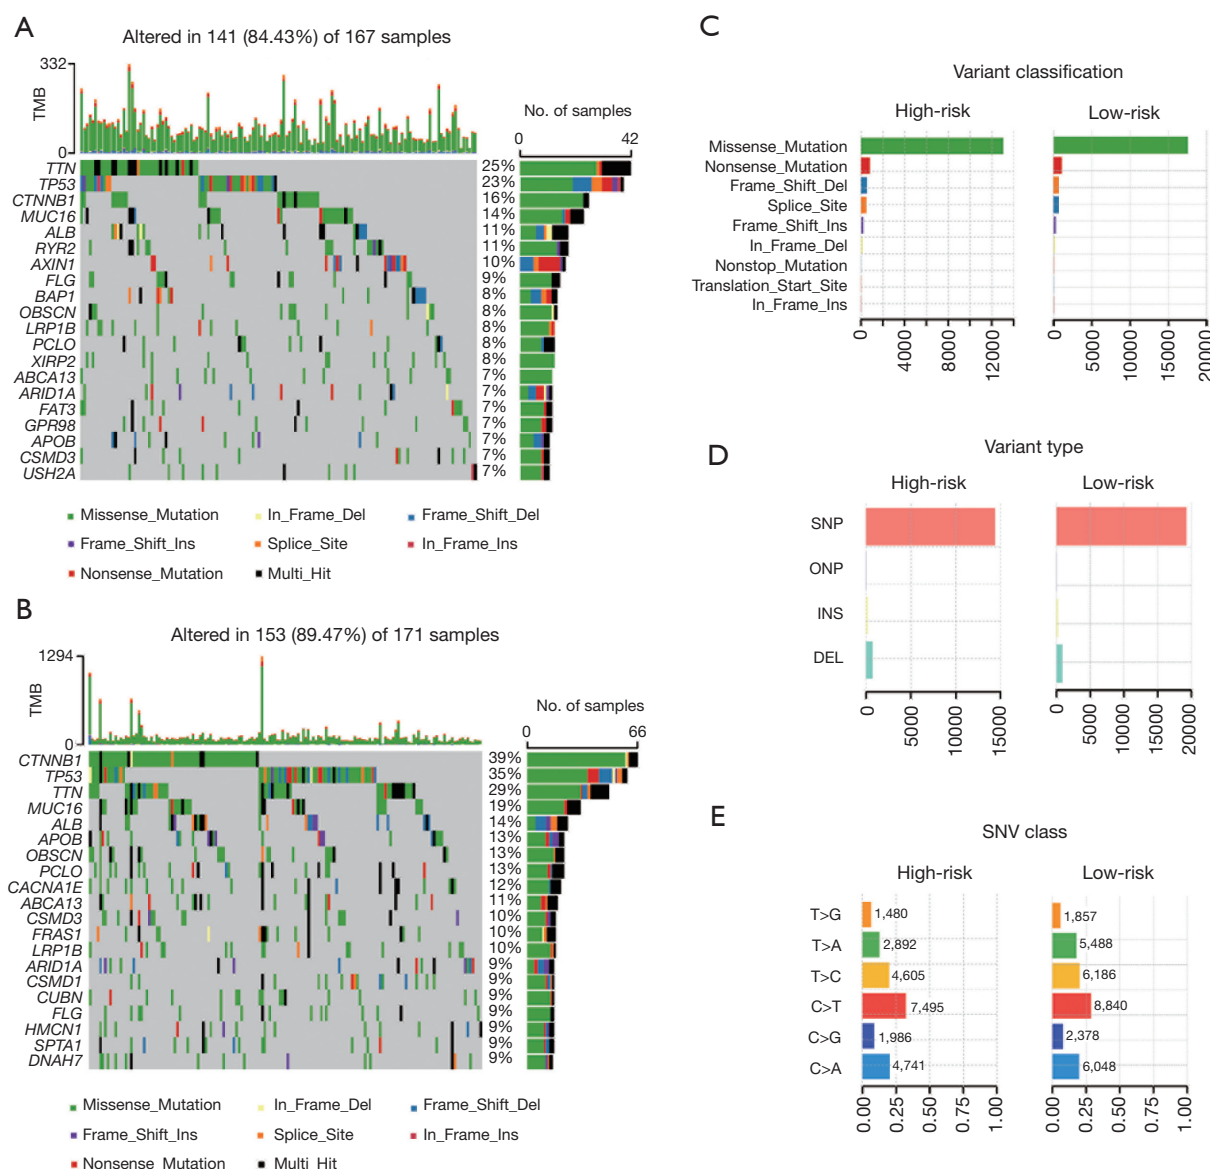 A
Altered in 141 (84.43%) of 167 samples
332
TMB
0
No. of samples
0 42
TTN 25%
TP53 23%
CTNNB1 16%
MUC16 14%
ALB 11%
RYR2 11%
AXIN1 10%
FLG 9%
BAP1 8%
OBSCN 8%
LRP1B 8%
PCLO 8%
XIRP2 8%
ABCA13 7%
ARID1A 7%
FAT3 7%
GPR98 7%
APOB 7%
CSMD3 7%
USH2A 7%
Missense_Mutation In_Frame_Del Frame_Shift_Del
Frame_Shift_Ins Splice_Site In_Frame_Ins
Nonsense_Mutation Multi_Hit
B
Altered in 153 (89.47%) of 171 samples
1294
TMB
0
No. of samples
0 66
CTNNB1 39%
TP53 35%
TTN 29%
MUC16 19%
ALB 14%
APOB 13%
OBSCN 13%
PCLO 13%
CACNA1E 12%
ABCA13 11%
CSMD3 10%
FRAS1 10%
LRP1B 10%
ARID1A 9%
CSMD1 9%
CUBN 9%
FLG 9%
HMCN1 9%
SPTA1 9%
DNAH7 9%
Missense_Mutation In_Frame_Del Frame_Shift_Del
Frame_Shift_Ins Splice_Site In_Frame_Ins
Nonsense_Mutation Multi_Hit
C
Variant classification
High-risk Low-risk
Missense_Mutation
Nonsense_Mutation
Frame_Shift_Del
Splice_Site
Frame_Shift_Ins
In_Frame_Del
Nonstop_Mutation
Translation_Start_Site
In_Frame_Ins
0 4000 8000 12000 0 5000 10000 15000 20000
D
Variant type
High-risk Low-risk
SNP
ONP
INS
DEL
0 5000 10000 15000 0 5000 10000 15000 20000
E
SNV class
High-risk Low-risk
T>G 1,480 1,857
T>A 2,892 5,488
T>C 4,605 6,186
C>T 7,495 8,840
C>G 1,986 2,378
C>A 4,741 6,048
0.00 0.25 0.50 0.75 1.00 0.00 0.25 0.50 0.75 1.00